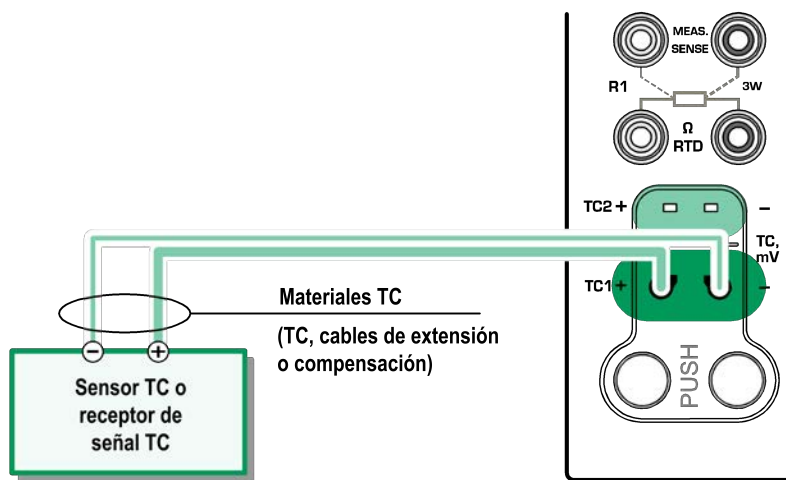 MEAS.
SENSE
R1
3W
Ω
RTD
TC2 +
−
TC,
mV
TC1 +
−
PUSH
Materiales TC
(TC, cables de extensión
o compensación)
− +
Sensor TC o
receptor de
señal TC